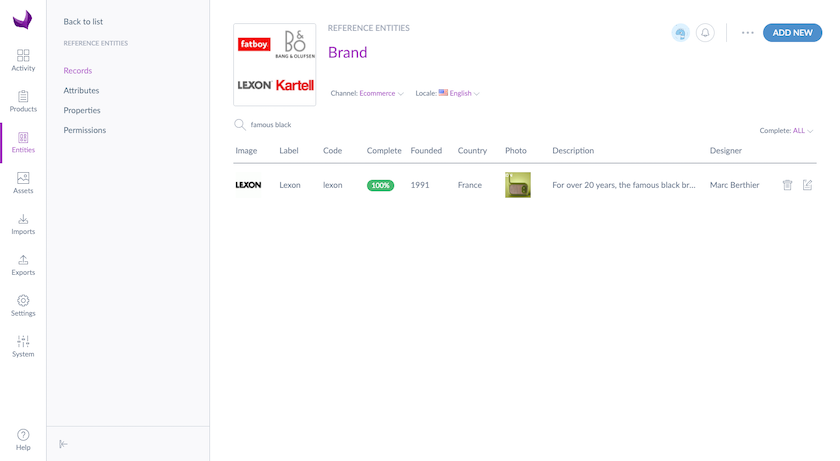 Back to list
REFERENCE ENTITIES
Records
Attributes
Properties
Permissions
Activity
Products
Entities
Assets
Imports
Exports
Settings
System
Help
fatboy
B&O
BANG & OLUFSEN
LEXON
Kartell
REFERENCE ENTITIES
Brand
Channel: Ecommerce
Locale: English
ADD NEW
famous black
Complete: ALL
Image Label Code Complete Founded Country Photo Description Designer
LEXON Lexon lexon 100% 1991 France For over 20 years, the famous black br... Marc Berthier